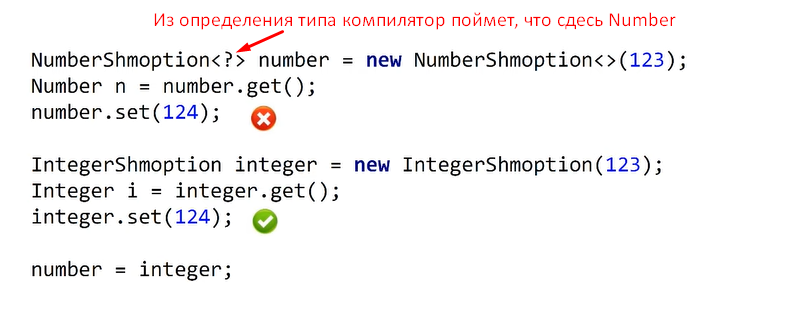 Из определения типа компилятор поймет, что сдесь Number
NumberShmoption<?> number = new NumberShmoption<>(123);
Number n = number.get();
number.set(124);
IntegerShmoption integer = new IntegerShmoption(123);
Integer i = integer.get();
integer.set(124);
number = integer;